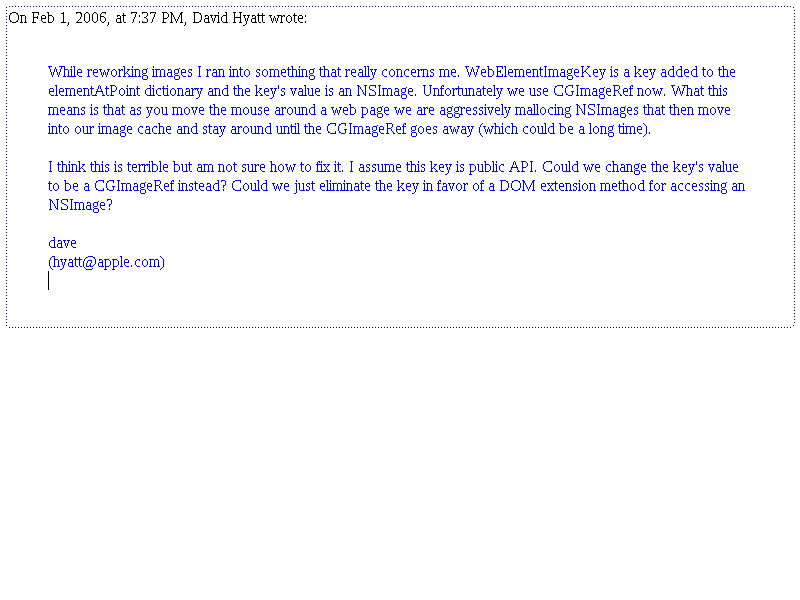 On Feb 1, 2006, at 7:37 PM, David Hyatt wrote:
While reworking images I ran into something that really concerns me. WebElementImageKey is a key added to the
elementAtPoint dictionary and the key's value is an NSImage. Unfortunately we use CGImageRef now. What this
means is that as you move the mouse around a web page we are aggressively mallocing NSImages that then move
into our image cache and stay around until the CGImageRef goes away (which could be a long time).
I think this is terrible but am not sure how to fix it. I assume this key is public API. Could we change the key's value
to be a CGImageRef instead? Could we just eliminate the key in favor of a DOM extension method for accessing an
NSImage?
dave
(hyatt@apple.com)